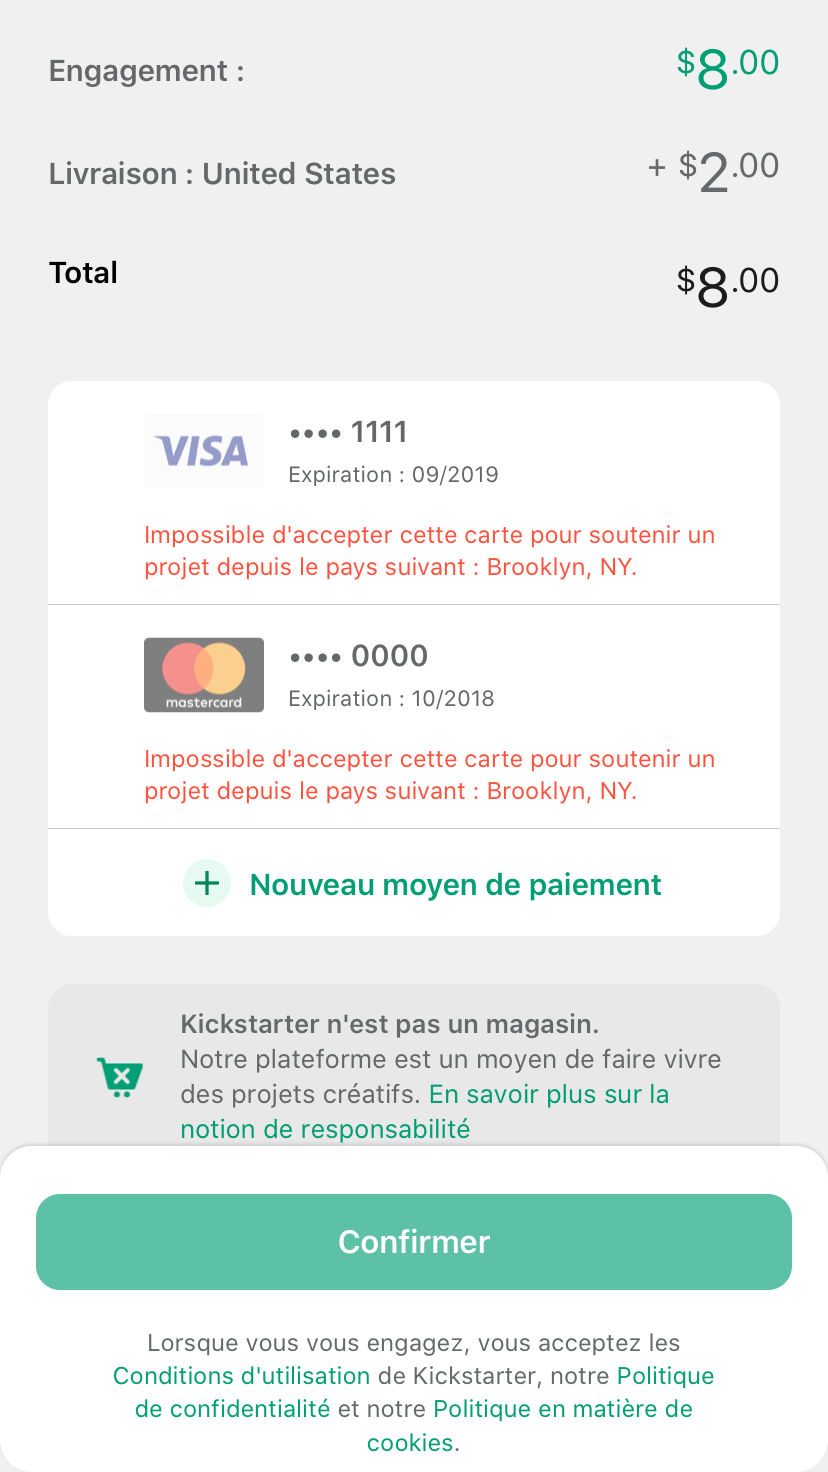 Engagement :
$8.00
Livraison : United States
+ $2.00
Total
$8.00
VISA
•••• 1111
Expiration : 09/2019
Impossible d'accepter cette carte pour soutenir un
projet depuis le pays suivant : Brooklyn, NY.
mastercard
•••• 0000
Expiration : 10/2018
Impossible d'accepter cette carte pour soutenir un
projet depuis le pays suivant : Brooklyn, NY.
Nouveau moyen de paiement
Kickstarter n'est pas un magasin.
Notre plateforme est un moyen de faire vivre
des projets créatifs. En savoir plus sur la
notion de responsabilité
Confirmer
Lorsque vous vous engagez, vous acceptez les
Conditions d'utilisation de Kickstarter, notre Politique
de confidentialité et notre Politique en matière de
cookies.